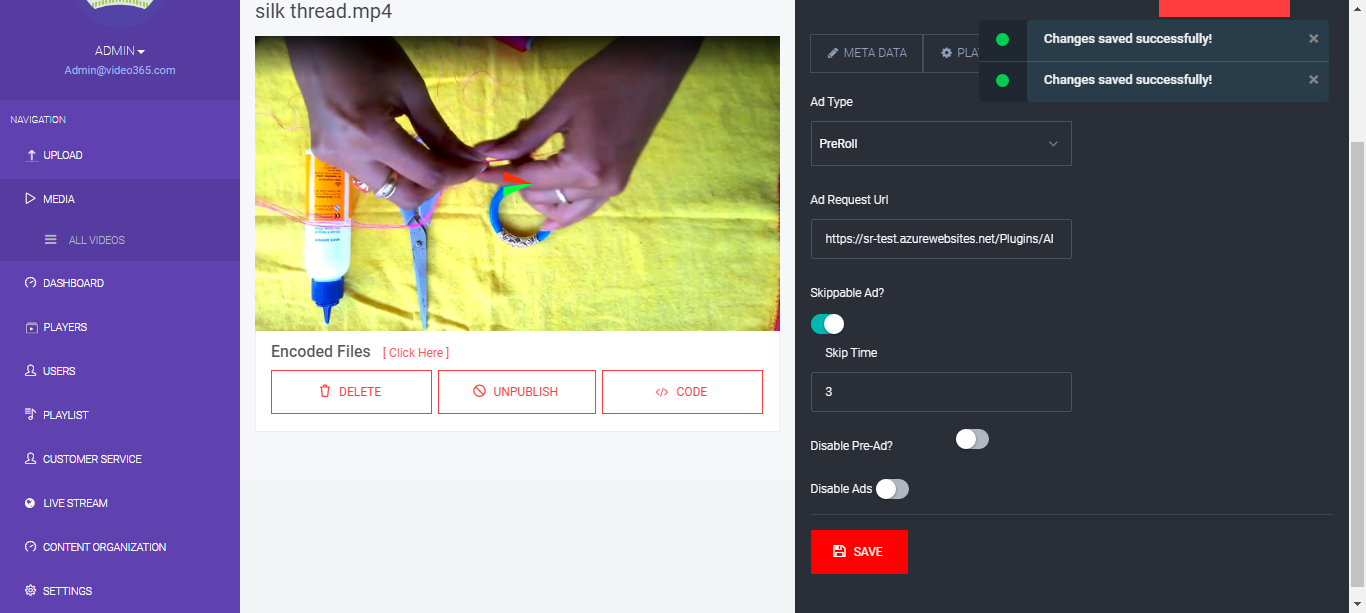 ADMIN
Admin@video365.com
NAVIGATION
UPLOAD
MEDIA
ALL VIDEOS
DASHBOARD
PLAYERS
USERS
PLAYLIST
CUSTOMER SERVICE
LIVE STREAM
CONTENT ORGANIZATION
SETTINGS
silk thread.mp4
Encoded Files [ Click Here ]
DELETE
UNPUBLISH
CODE
META DATA
PLA
Changes saved successfully! ×
Changes saved successfully! ×
Ad Type
PreRoll
Ad Request Url
https://sr-test.azurewebsites.net/Plugins/AI
Skippable Ad?
Skip Time
3
Disable Pre-Ad?
Disable Ads
SAVE